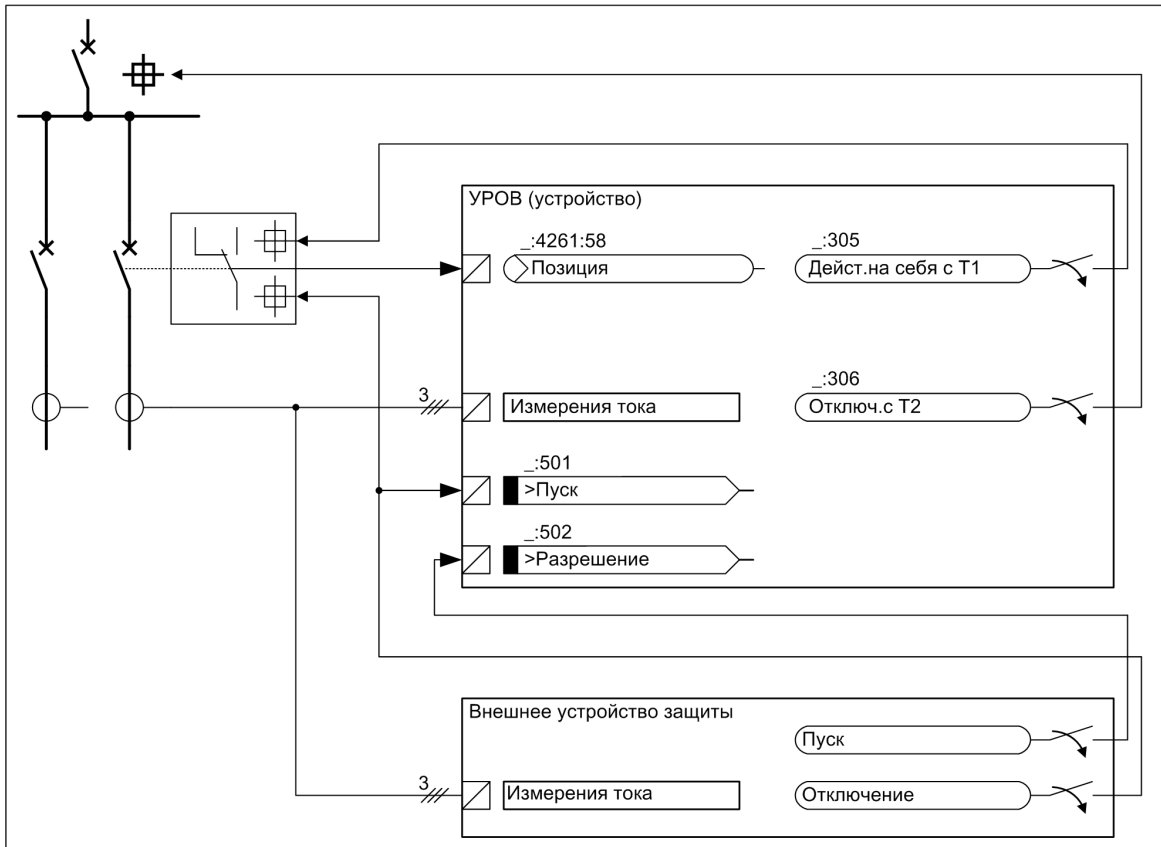 УРОВ (устройство)
_:4261:58
Позиция
_:305
Дейст.на себя с T1
3
Измерения тока
_:306
Отключ.с T2
_:501
>Пуск
_:502
>Разрешение
Внешнее устройство защиты
Пуск
3
Измерения тока
Отключение